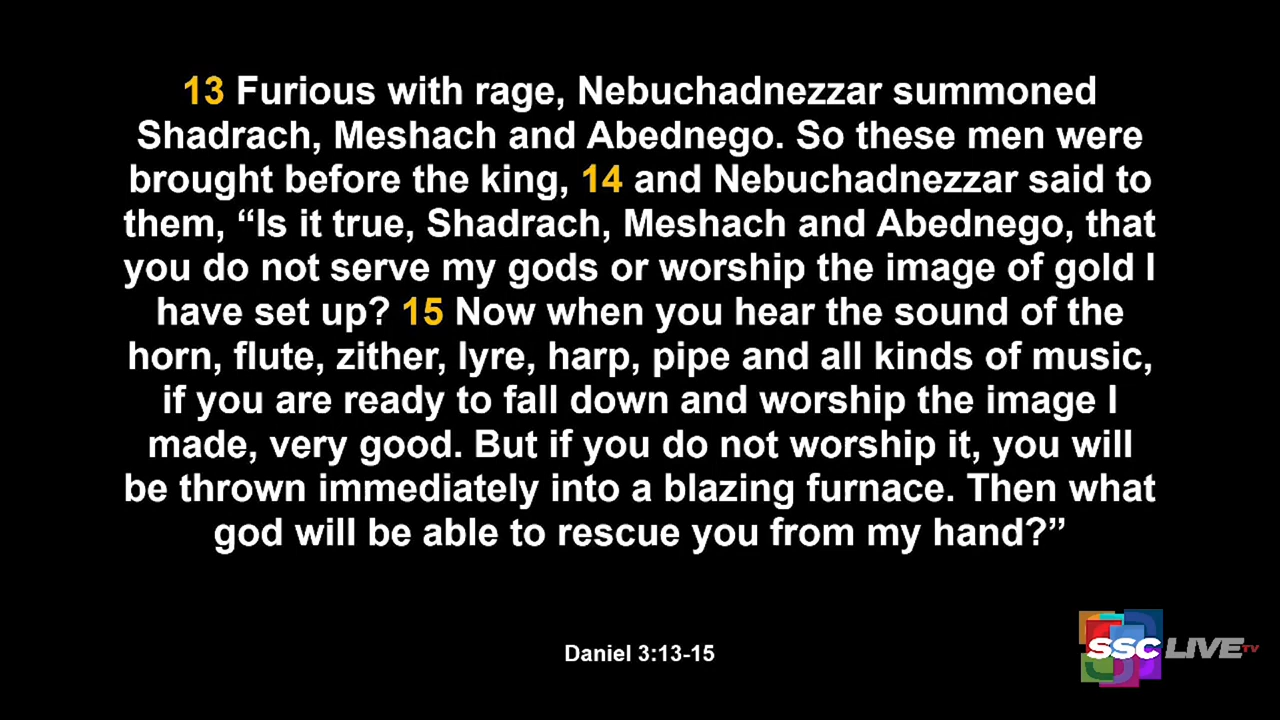 13 Furious with rage, Nebuchadnezzar summoned
Shadrach, Meshach and Abednego. So these men were
brought before the king, 14 and Nebuchadnezzar said to
them, “Is it true, Shadrach, Meshach and Abednego, that
you do not serve my gods or worship the image of gold I
have set up? 15 Now when you hear the sound of the
horn, flute, zither, lyre, harp, pipe and all kinds of music,
if you are ready to fall down and worship the image I
made, very good. But if you do not worship it, you will
be thrown immediately into a blazing furnace. Then what
god will be able to rescue you from my hand?”
Daniel 3:13-15
SSC LIVE TV